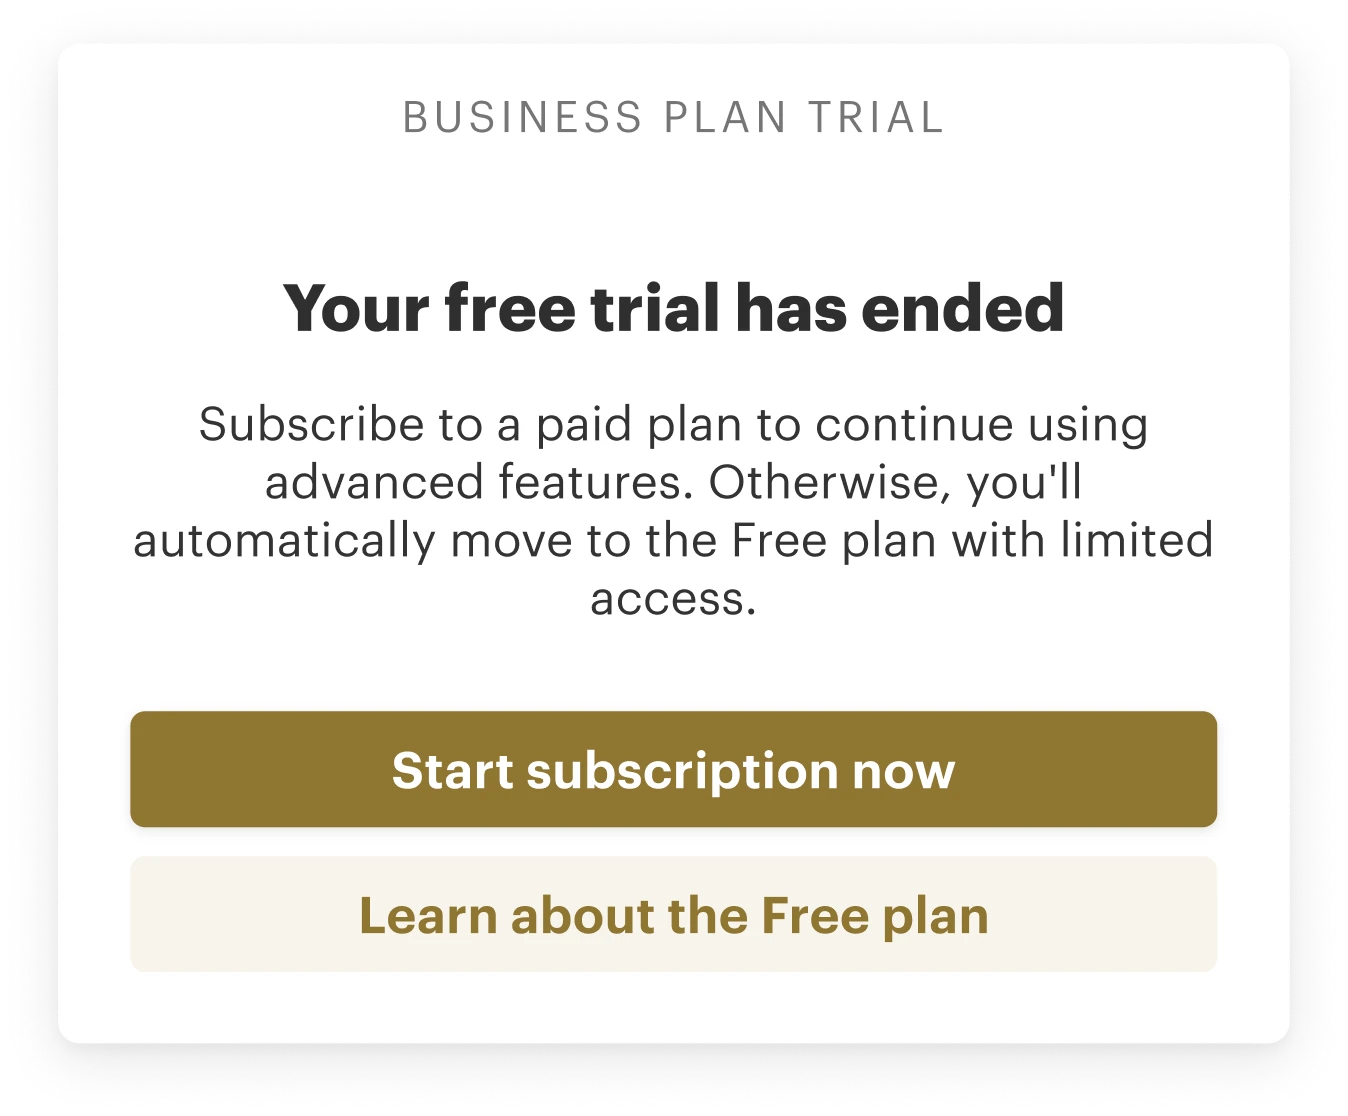 BUSINESS PLAN TRIAL
Your free trial has ended
Subscribe to a paid plan to continue using
advanced features. Otherwise, you'll
automatically move to the Free plan with limited
access.
Start subscription now
Learn about the Free plan